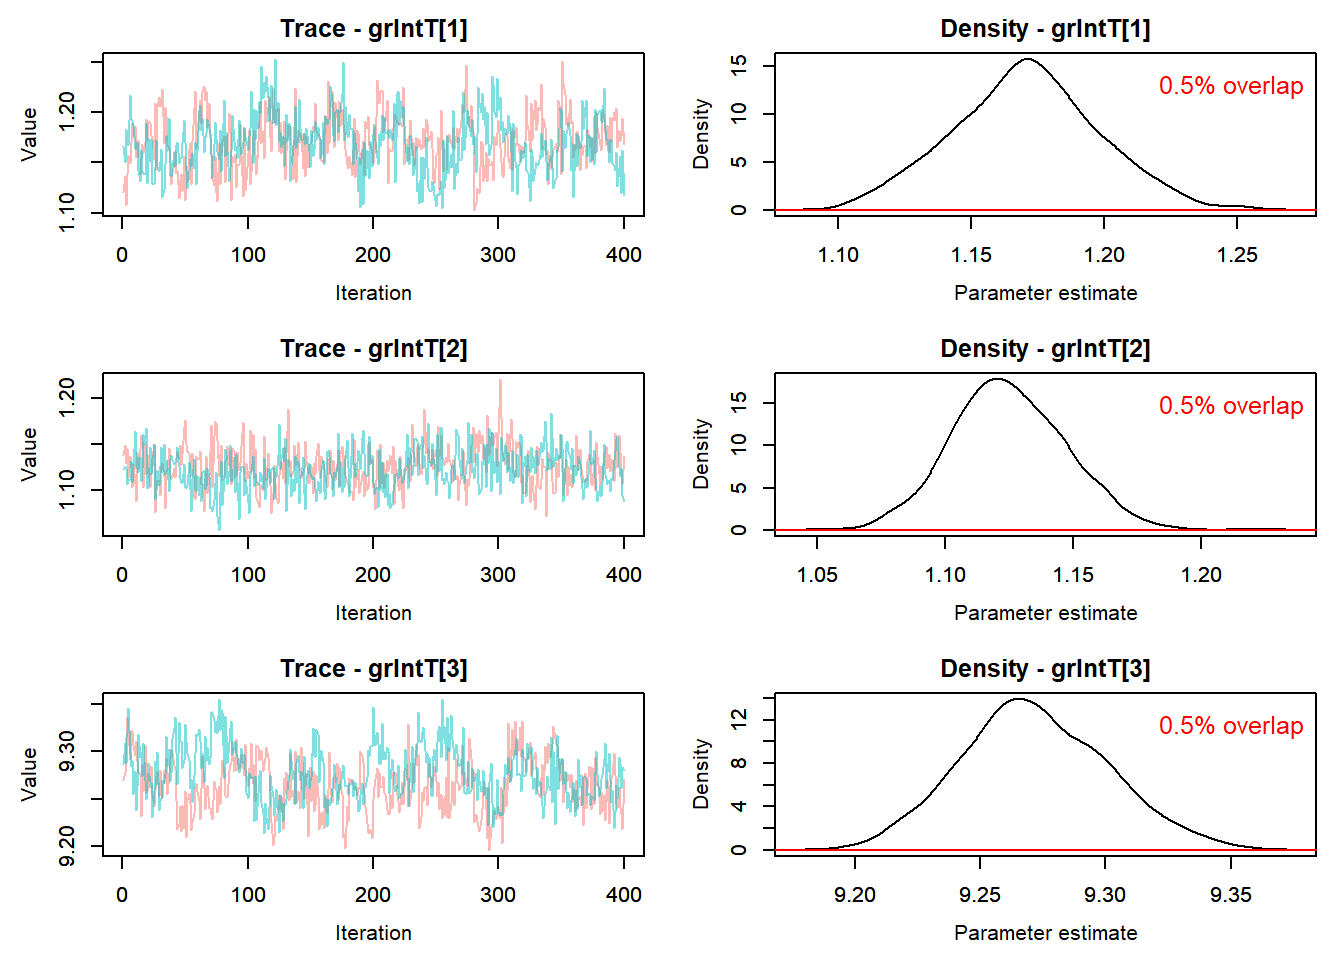 Trace - grIntT[1]
Value
1.20
1.10
0 100 200 300 400
Iteration
Density - grIntT[1]
0.5% overlap
Density
15
10
5
0
1.10 1.15 1.20 1.25
Parameter estimate
Trace - grIntT[2]
Value
1.20
1.10
0 100 200 300 400
Iteration
Density - grIntT[2]
0.5% overlap
Density
15
10
5
0
1.05 1.10 1.15 1.20
Parameter estimate
Trace - grIntT[3]
Value
9.30
9.20
0 100 200 300 400
Iteration
Density - grIntT[3]
0.5% overlap
Density
12
8
4
0
9.20 9.25 9.30 9.35
Parameter estimate